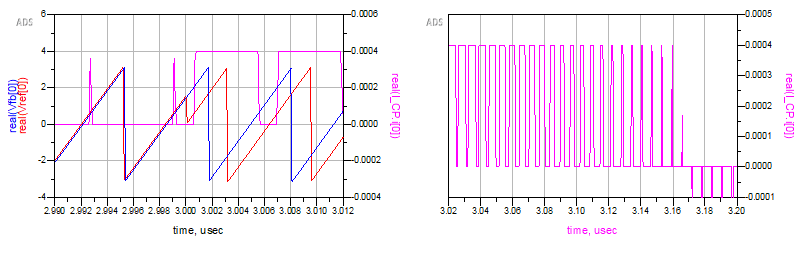 ADS
6
4
2
0
-2
-4
real(Vfb[0])
real(Vref[0])
0.0006
0.0004
0.0002
0.0000
-0.0002
-0.0004
real(I_CP.i[0])
2.990 2.992 2.994 2.996 2.998 3.000 3.002 3.004 3.006 3.008 3.010 3.012
time, usec
ADS
0.0005
0.0004
0.0003
0.0002
0.0001
0.0000
-0.0001
real(I_CP.i[0])
3.02 3.04 3.06 3.08 3.10 3.12 3.14 3.16 3.18 3.20
time, usec